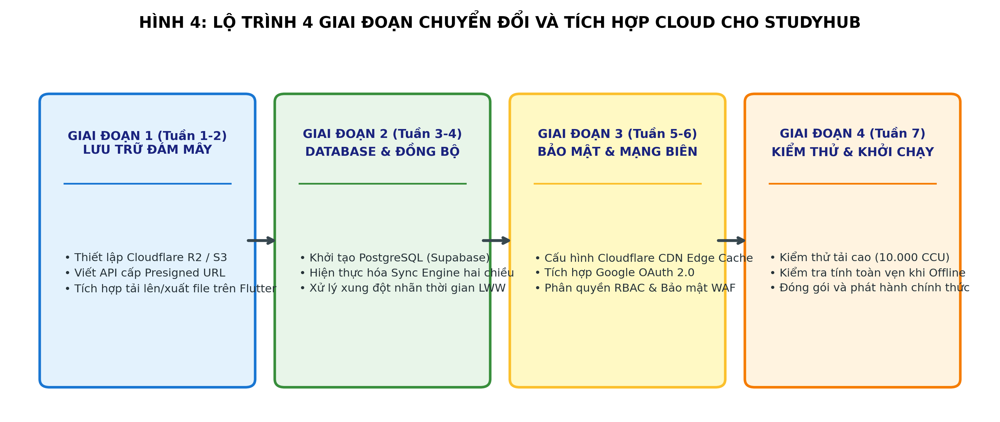 HÌNH 4: LỘ TRÌNH 4 GIAI ĐOẠN CHUYỂN ĐỔI VÀ TÍCH HỢP CLOUD CHO STUDYHUB
GIAI ĐOẠN 1 (Tuần 1-2)
LƯU TRỮ ĐÁM MÂY
• Thiết lập Cloudflare R2 / S3
• Viết API cấp Presigned URL
• Tích hợp tải lên/xuất file trên Flutter
GIAI ĐOẠN 2 (Tuần 3-4)
DATABASE & ĐỒNG BỘ
• Khởi tạo PostgreSQL (Supabase)
• Hiện thực hóa Sync Engine hai chiều
• Xử lý xung đột nhãn thời gian LWW
GIAI ĐOẠN 3 (Tuần 5-6)
BẢO MẬT & MẠNG BIÊN
• Cấu hình Cloudflare CDN Edge Cache
• Tích hợp Google OAuth 2.0
• Phân quyền RBAC & Bảo mật WAF
GIAI ĐOẠN 4 (Tuần 7)
KIỂM THỬ & KHỞI CHẠY
• Kiểm thử tải cao (10.000 CCU)
• Kiểm tra tính toàn vẹn khi Offline
• Đóng gói và phát hành chính thức